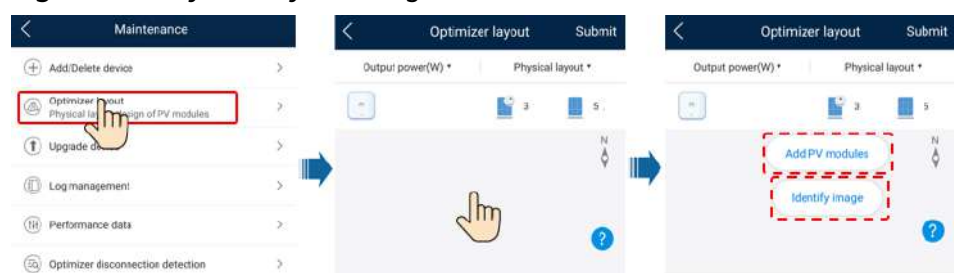 Maintenance
Add/Delete device
Optimizer layout
Physical layout design of PV modules
Upgrade device
Log management
Performance data
Optimizer disconnection detection
Optimizer layout Submit
Output power(W) Physical layout
3 5
N
?
Optimizer layout Submit
Output power(W) Physical layout
3 5
Add PV modules
N
Identify image
?